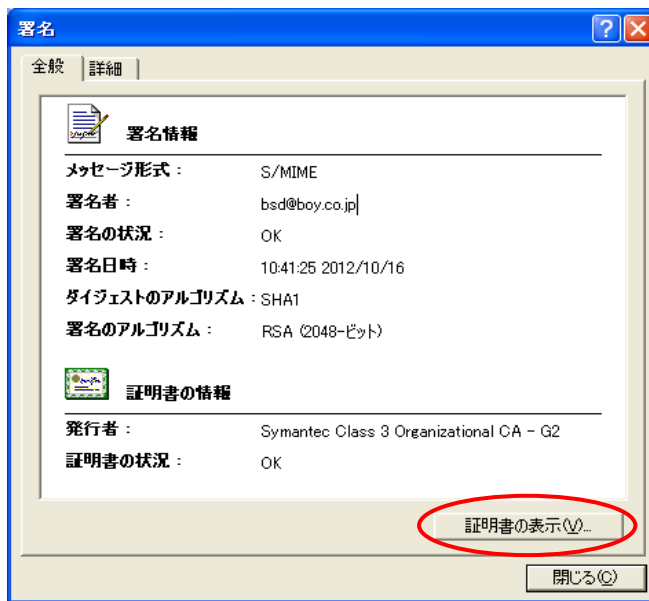 署名
全般 詳細
署名情報
メッセージ形式： S/MIME
署名者： bsd@boy.co.jp
署名の状況： OK
署名日時： 10:41:25 2012/10/16
ダイジェストのアルゴリズム：SHA1
署名のアルゴリズム： RSA (2048-ビット)
証明書の情報
発行者： Symantec Class 3 Organizational CA - G2
証明書の状況： OK
証明書の表示(V)...
閉じる(C)